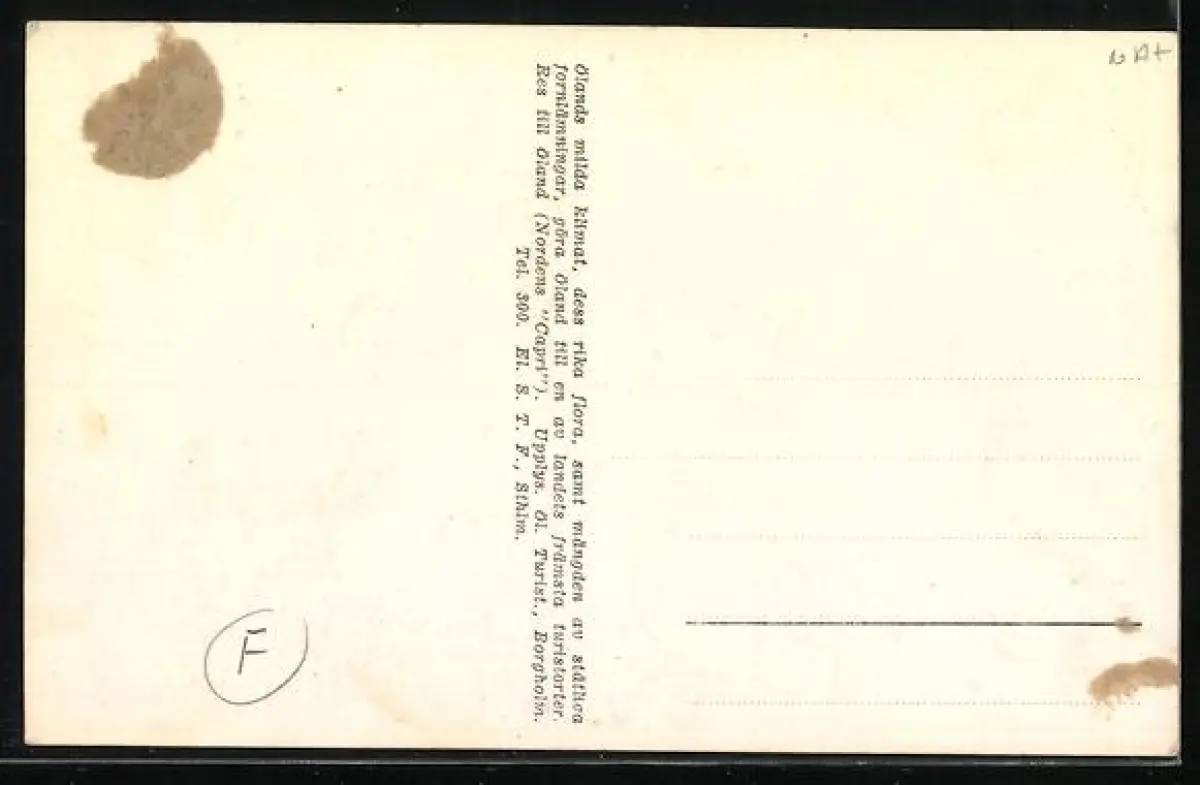 Ölands milda klimat, dess rika flora, samt mängden av ståtliga
fornlämningar, göra Öland till en av landets främsta turistorter.
Res till Öland (Nordens "Capri"). Upplys. Öl. Turist., Borgholm.
Tel. 300. El. S. T. F., Sthlm.
F